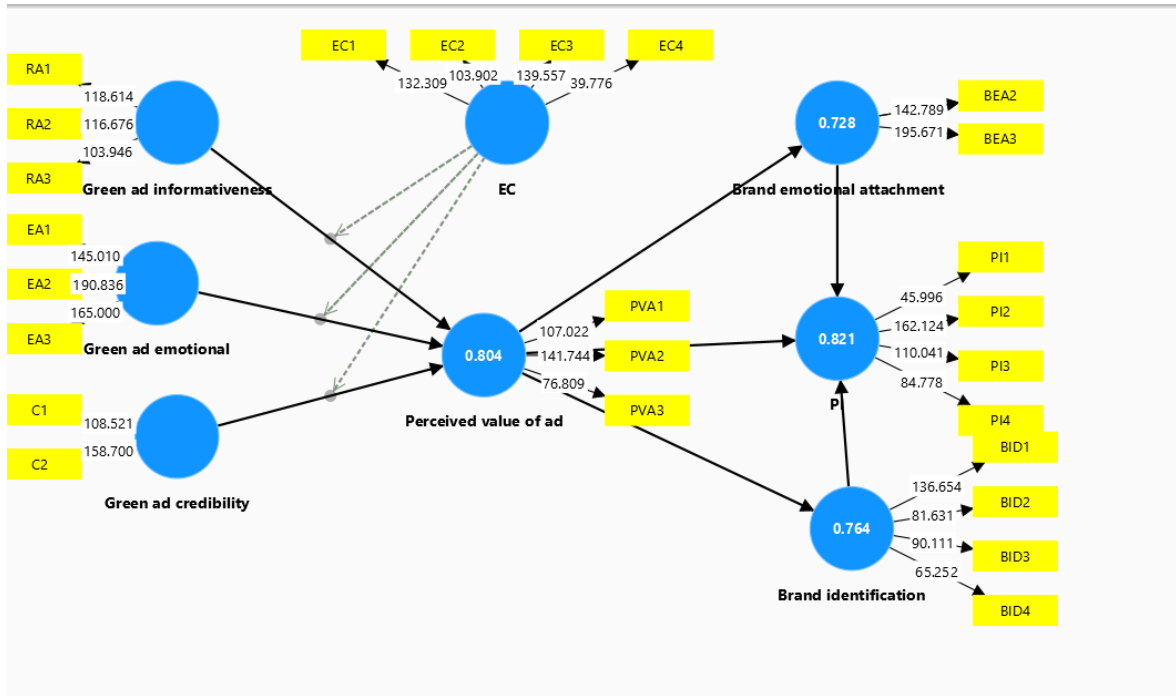 EC1
EC2
EC3
EC4
132.309
103.902
139.557
39.776
EC
RA1
RA2
RA3
118.614
116.676
103.946
Green ad informativeness
EA1
EA2
EA3
145.010
190.836
165.000
Green ad emotional
C1
C2
108.521
158.700
Green ad credibility
0.804
Perceived value of ad
107.022
141.744
76.809
PVA1
PVA2
PVA3
0.728
Brand emotional attachment
142.789
195.671
BEA2
BEA3
0.821
PI
45.996
162.124
110.041
84.778
PI1
PI2
PI3
PI4
0.764
Brand identification
136.654
81.631
90.111
65.252
BID1
BID2
BID3
BID4